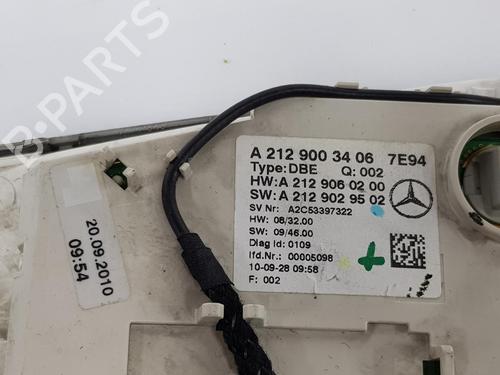 A 212 900 34 06 7E94
Type:DBE Q: 002
HW: A 212 906 02 00
SW: A 212 902 95 02
SV Nr: A2C53397322
HW: 08/32.00
SW: 09/46.00
Diag Id: 0109
lfd.Nr.: 00005098
10-09-28 09:58
F: 002
20.09.2010
09:54
B-PARTS